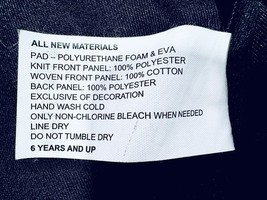 ALL NEW MATERIALS
PAD – POLYURETHANE FOAM & EVA
KNIT FRONT PANEL: 100% POLYESTER
WOVEN FRONT PANEL: 100% COTTON
BACK PANEL: 100% POLYESTER
EXCLUSIVE OF DECORATION
HAND WASH COLD
ONLY NON-CHLORINE BLEACH WHEN NEEDED
LINE DRY
DO NOT TUMBLE DRY
6 YEARS AND UP